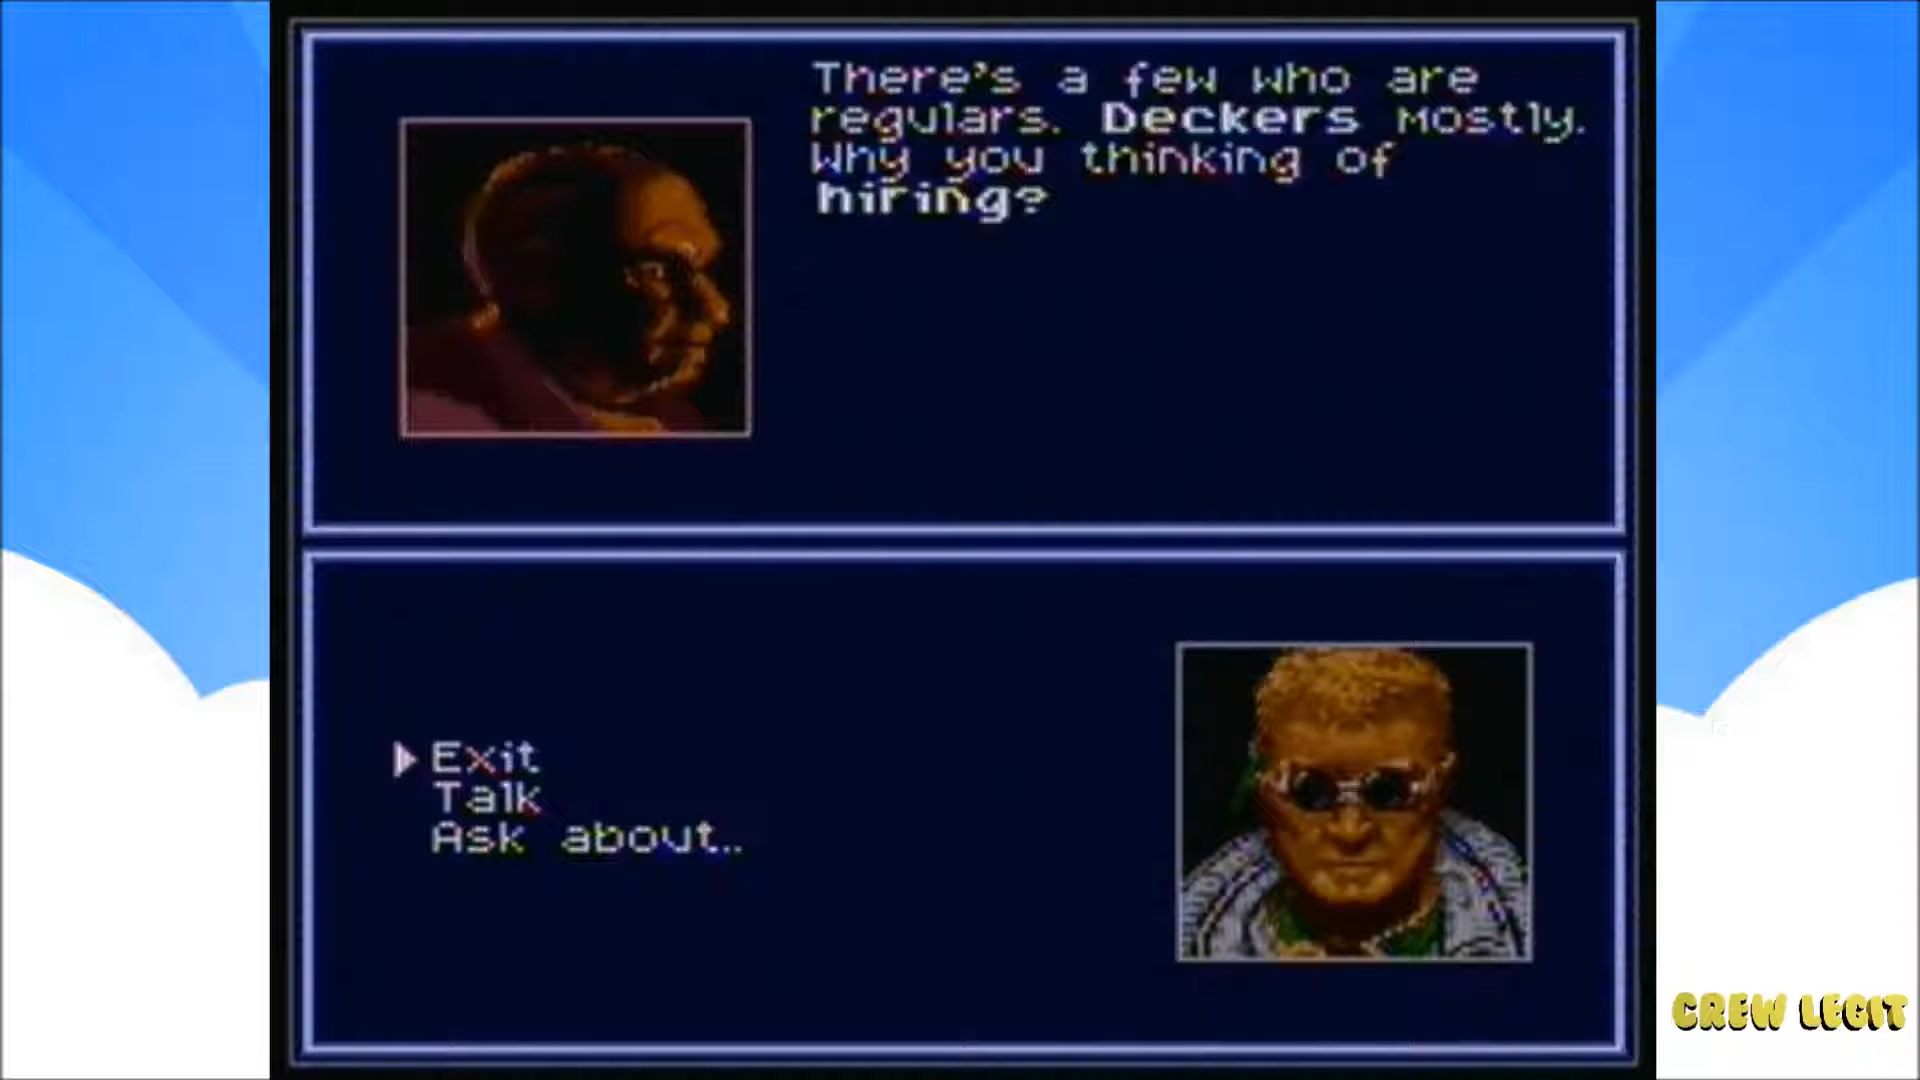 There's a few who are
regulars. Deckers mostly.
Why you thinking of
hiring?
Exit
Talk
Ask about..
CREW LEGIT